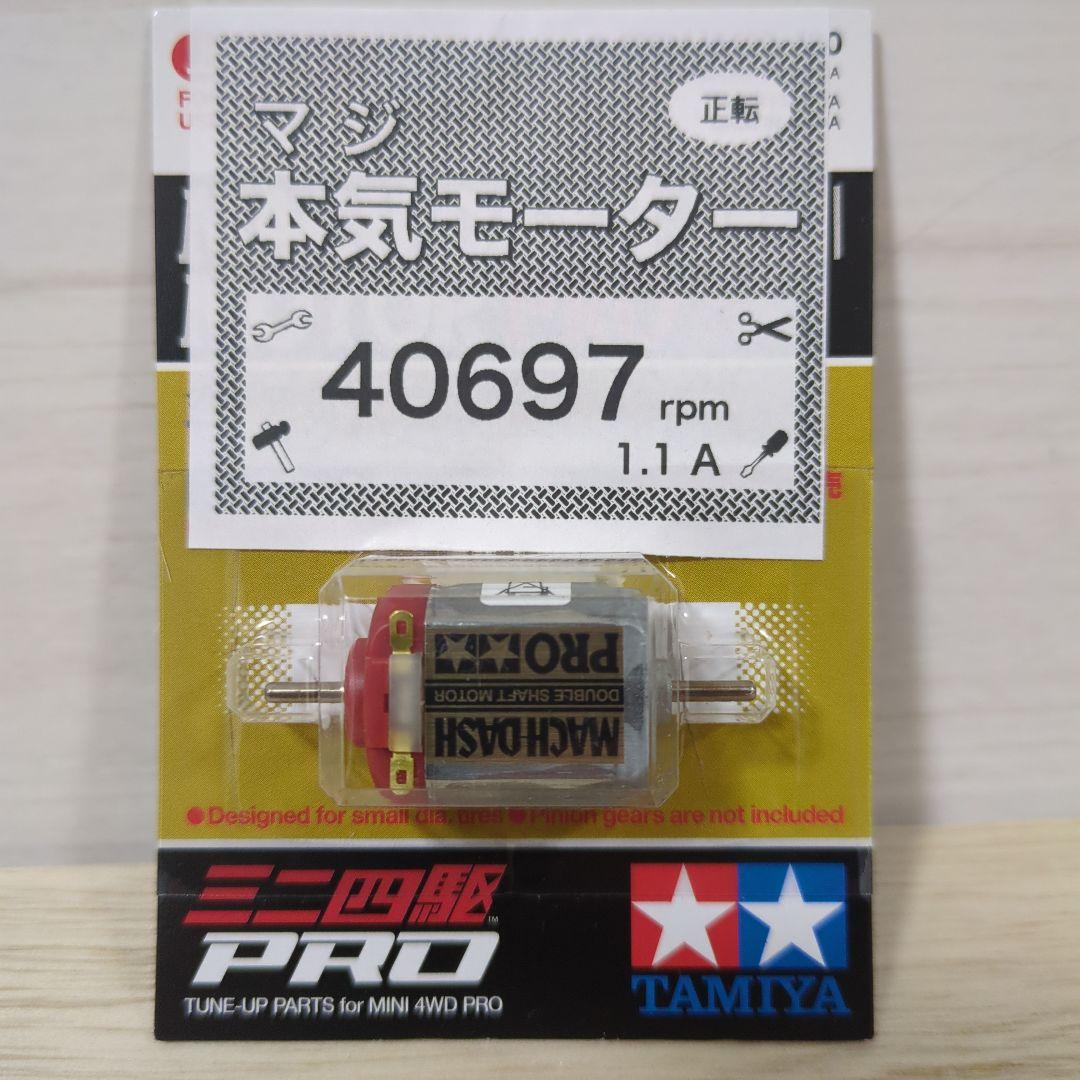 正転
マジ
本気モーター
40697 rpm
1.1 A
PRO
DOUBLE SHAFT MOTOR
MACH-DASH
●Designed for small dia. tires ●Pinion gears are not included
ミニ四駆
TM
PRO
TUNE-UP PARTS for MINI 4WD PRO
TAMIYA